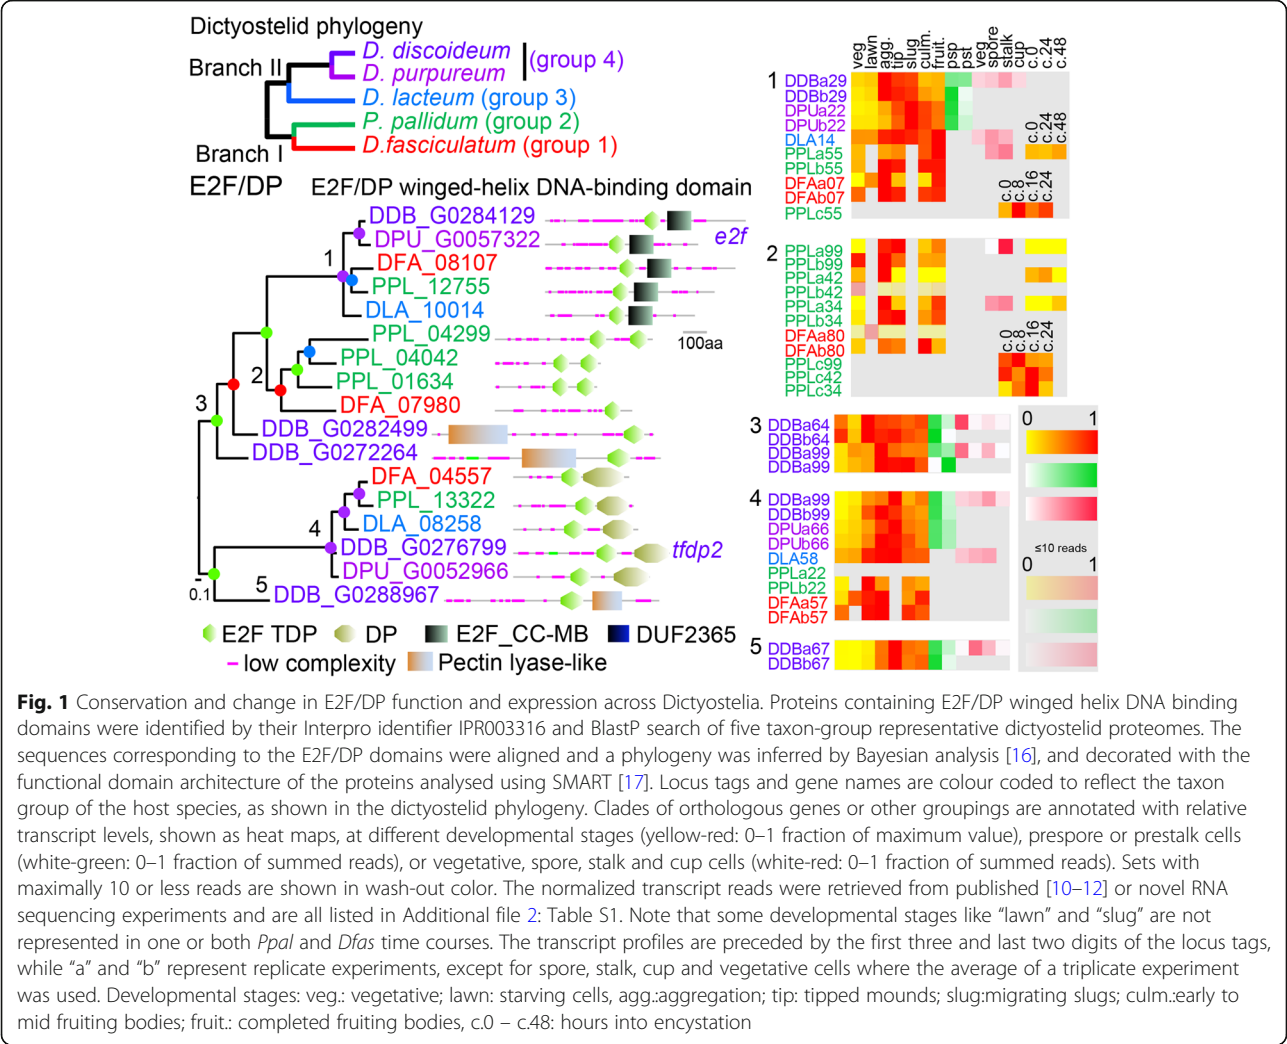 Dictyostelid phylogeny
Branch II
D. discoideum
D. purpureum
(group 4)
D. lacteum (group 3)
P. pallidum (group 2)
D.fasciculatum (group 1)
Branch I
E2F/DP
E2F/DP winged-helix DNA-binding domain
DDB_G0284129
DPU_G0057322
e2f
1
DFA_08107
PPL_12755
DLA_10014
100aa
PPL_04299
PPL_04042
2
PPL_01634
DFA_07980
3
DDB_G0282499
DDB_G0272264
DFA_04557
PPL_13322
4
DLA_08258
DDB_G0276799
tfdp2
DPU_G0052966
5
DDB_G0288967
0.1
E2F TDP
DP
E2F_CC-MB
DUF2365
low complexity
Pectin lyase-like
veg
lawn
agg.
tip
slug
culm.
fruit.
psp
pst
veg
spore
stalk
cup
c.0
c.24
c.48
1
DDBa29
DDBb29
DPUa22
DPUb22
DLA14
PPLa55
PPLb55
DFAa07
DFAb07
PPLc55
c.0
c.24
c.48
c.0
c.8
c.16
c.24
2
PPLa99
PPLb99
PPLa42
PPLb42
PPLa34
PPLb34
DFAa80
DFAb80
PPLc99
PPLc42
PPLc34
c.0
c.8
c.16
c.24
3
DDBa64
DDBb64
DDBa99
DDBa99
4
DDBa99
DDBb99
DPUa66
DPUb66
DLA58
PPLa22
PPLb22
DFAa57
DFAb57
5
DDBa67
DDBb67
0 1
≤10 reads
0 1
Fig. 1 Conservation and change in E2F/DP function and expression across Dictyostelia. Proteins containing E2F/DP winged helix DNA binding
domains were identified by their Interpro identifier IPR003316 and BlastP search of five taxon-group representative dictyostelid proteomes. The
sequences corresponding to the E2F/DP domains were aligned and a phylogeny was inferred by Bayesian analysis [16], and decorated with the
functional domain architecture of the proteins analysed using SMART [17]. Locus tags and gene names are colour coded to reflect the taxon
group of the host species, as shown in the dictyostelid phylogeny. Clades of orthologous genes or other groupings are annotated with relative
transcript levels, shown as heat maps, at different developmental stages (yellow-red: 0–1 fraction of maximum value), prespore or prestalk cells
(white-green: 0–1 fraction of summed reads), or vegetative, spore, stalk and cup cells (white-red: 0–1 fraction of summed reads). Sets with
maximally 10 or less reads are shown in wash-out color. The normalized transcript reads were retrieved from published [10–12] or novel RNA
sequencing experiments and are all listed in Additional file 2: Table S1. Note that some developmental stages like “lawn” and “slug” are not
represented in one or both Ppal and Dfas time courses. The transcript profiles are preceded by the first three and last two digits of the locus tags,
while “a” and “b” represent replicate experiments, except for spore, stalk, cup and vegetative cells where the average of a triplicate experiment
was used. Developmental stages: veg.: vegetative; lawn: starving cells, agg.:aggregation; tip: tipped mounds; slug:migrating slugs; culm.:early to
mid fruiting bodies; fruit.: completed fruiting bodies, c.0 – c.48: hours into encystation